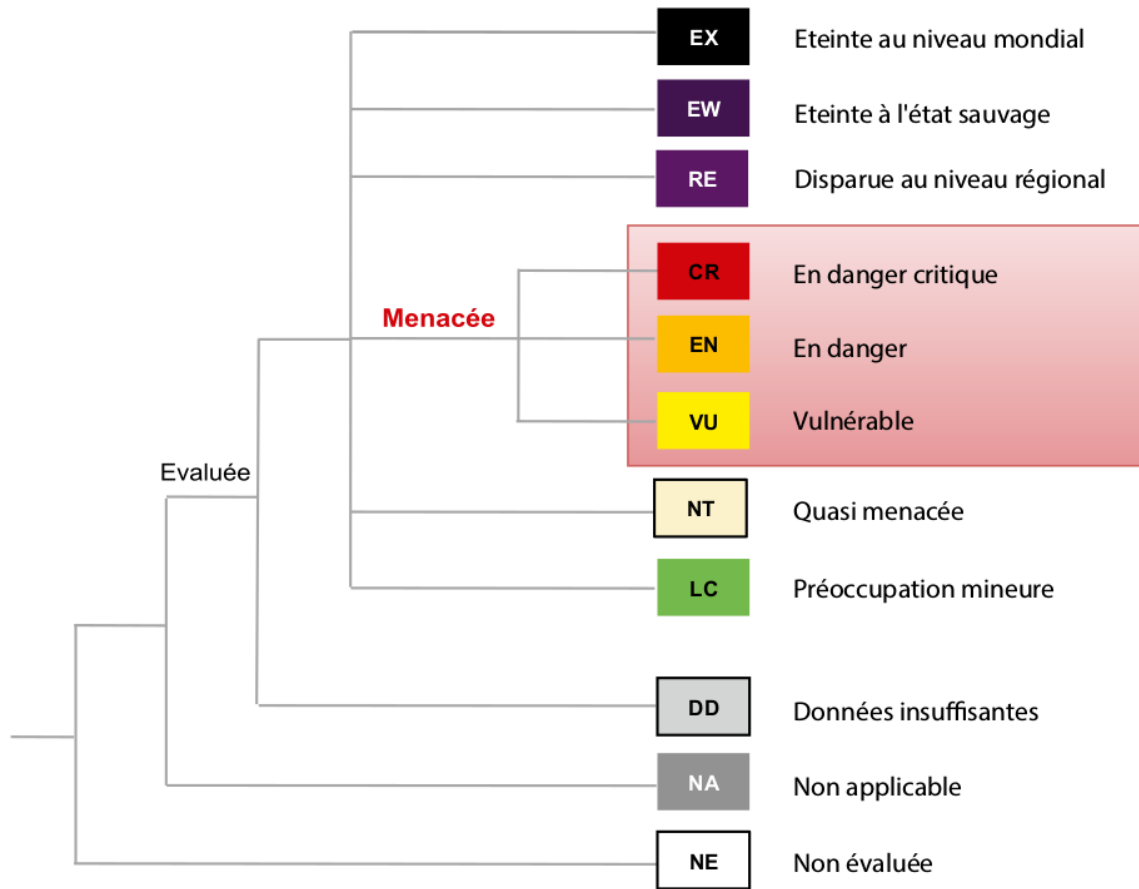 EX Eteinte au niveau mondial
EW Eteinte à l'état sauvage
RE Disparue au niveau régional
CR En danger critique
Menacée
EN En danger
VU Vulnérable
Evaluée
NT Quasi menacée
LC Préoccupation mineure
DD Données insuffisantes
NA Non applicable
NE Non évaluée